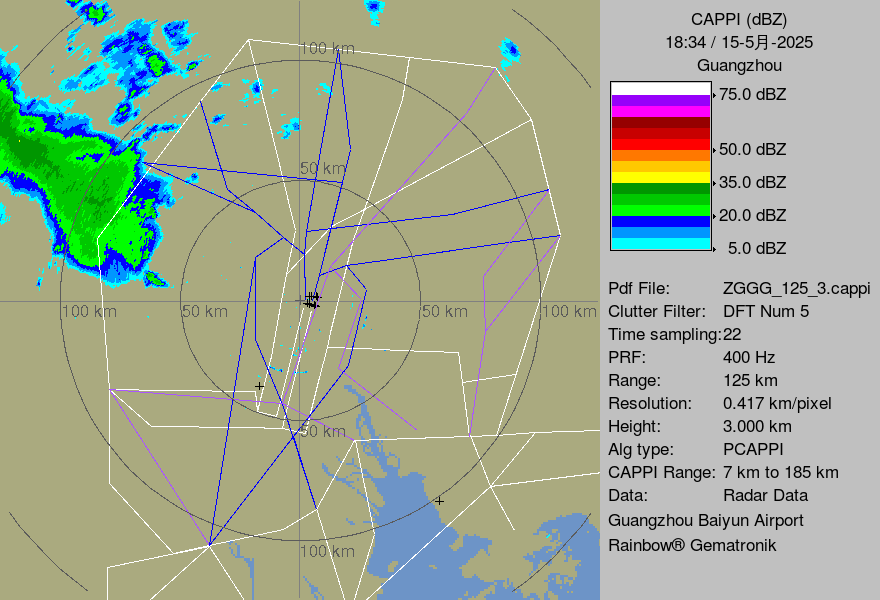 100 km
50 km
100 km
50 km
50 km
100 km
50 km
100 km
CAPPI (dBZ)
18:34 / 15-5月-2025
Guangzhou
75.0 dBZ
50.0 dBZ
35.0 dBZ
20.0 dBZ
5.0 dBZ
Pdf File: ZGGG_125_3.cappi
Clutter Filter: DFT Num 5
Time sampling:22
PRF: 400 Hz
Range: 125 km
Resolution: 0.417 km/pixel
Height: 3.000 km
Alg type: PCAPPI
CAPPI Range: 7 km to 185 km
Data: Radar Data
Guangzhou Baiyun Airport
Rainbow® Gematronik